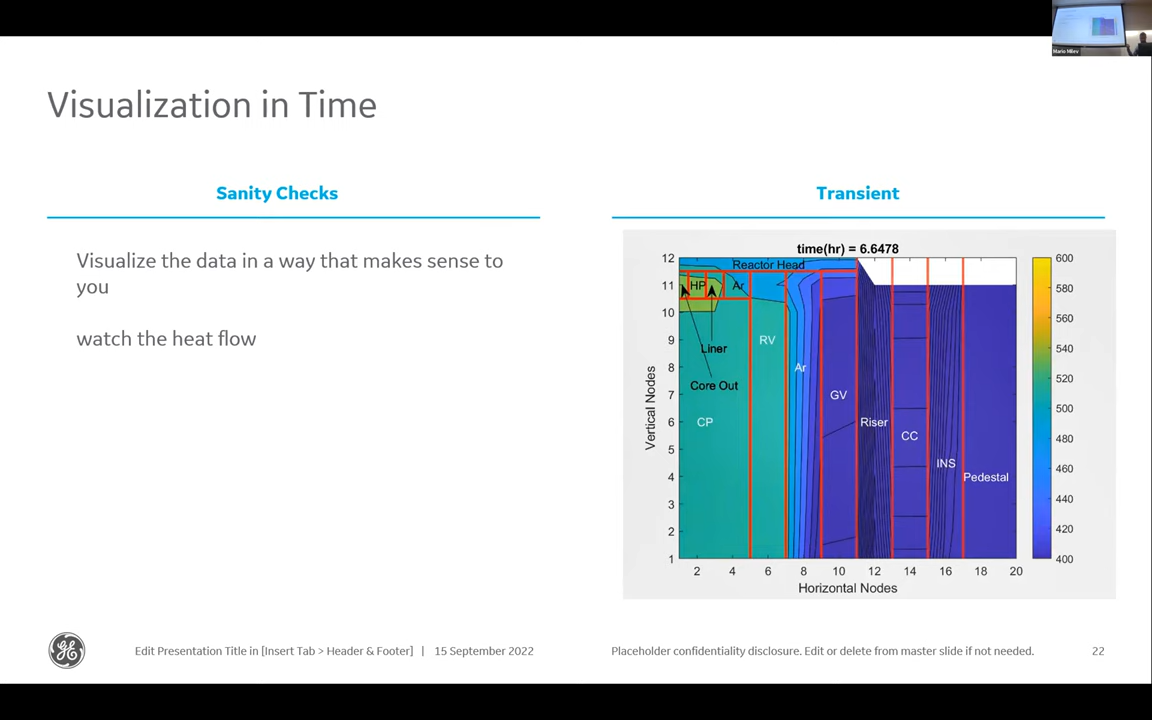 Mario Milev
Visualization in Time
Sanity Checks
Visualize the data in a way that makes sense to
you
watch the heat flow
Transient
time(hr) = 6.6478
12
11
10
9
8
7
6
5
4
3
2
1
Vertical Nodes
Reactor Head
HP
Ar
Liner
Core Out
CP
RV
Ar
GV
Riser
CC
INS
Pedestal
2 4 6 8 10 12 14 16 18 20
Horizontal Nodes
600
580
560
540
520
500
480
460
440
420
400
GE
Edit Presentation Title in [Insert Tab > Header & Footer] | 15 September 2022
Placeholder confidentiality disclosure. Edit or delete from master slide if not needed.
22